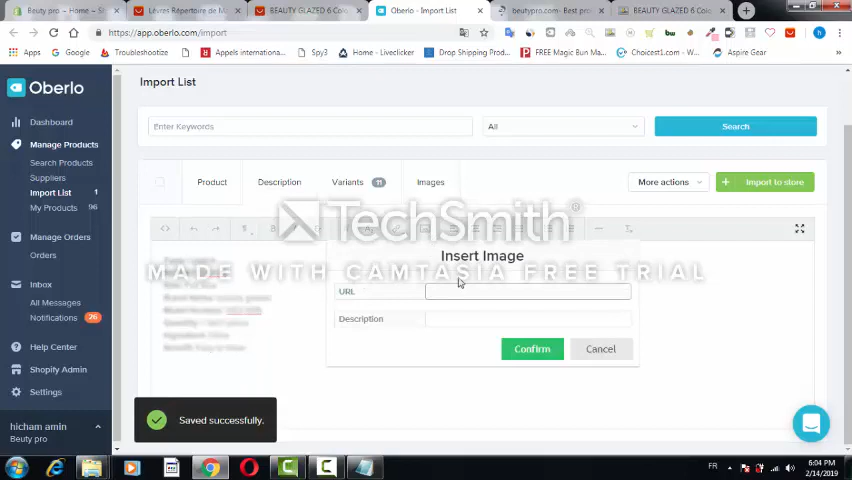 Beuty pro ~ Home ~ Sh
Lèvres Répertoire de M
BEAUTY GLAZED 6 Colo
Oberlo - Import List
beutypro.com- Best pro
BEAUTY GLAZED 6 Colo
https://app.oberlo.com/import
Apps
Google
Troubleshootize
Appels international...
Spy3
Home - Liveclicker
Drop Shipping Prod...
FREE Magic Bun Ma...
Choicest1.com - We...
Aspire Gear
Oberlo
Import List
Dashboard
Enter Keywords
All
Search
Manage Products
Search Products
Suppliers
Import List 1
My Products 96
Product
Description
Variants 11
Images
More actions
Import to store
TechSmith
MADE WITH CAMTASIA FREE TRIAL
Manage Orders
Orders
Insert Image
URL
Description
Confirm
Cancel
Inbox
All Messages
Notifications 26
Help Center
Shopify Admin
Settings
Saved successfully.
hicham amin
Beuty pro
FR
6:04 PM
2/14/2019